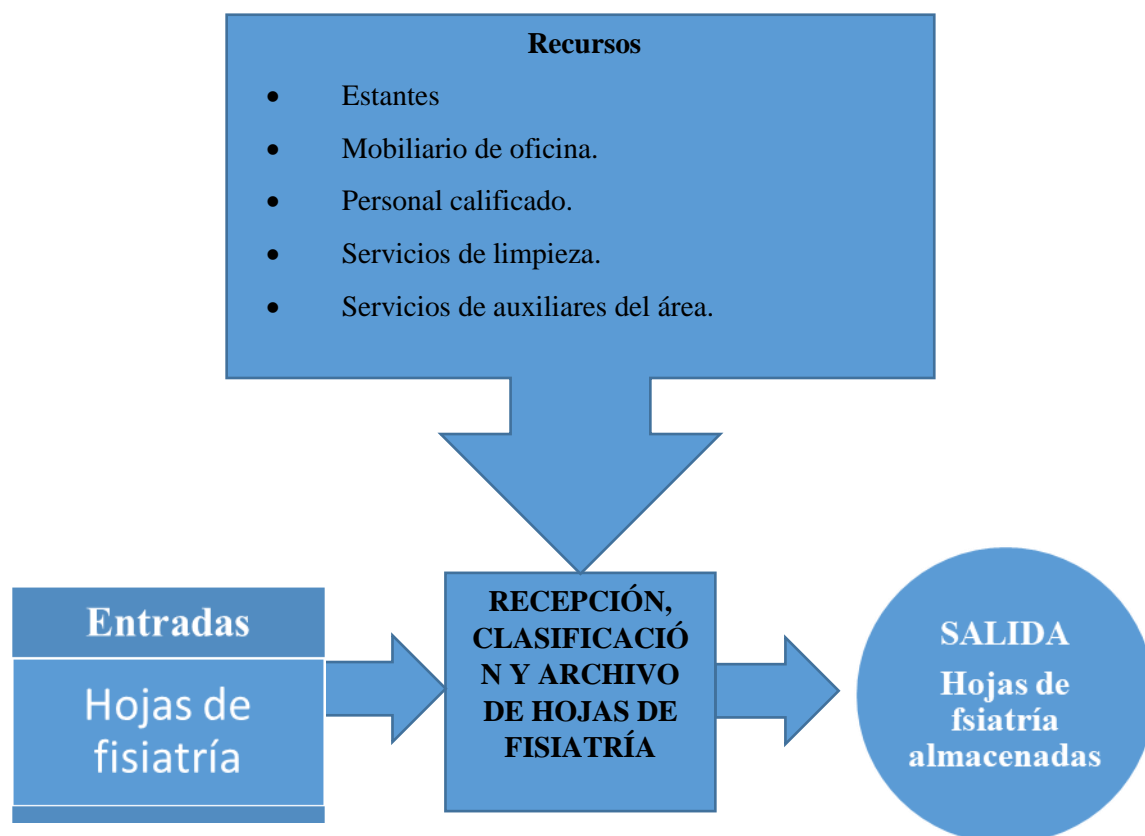 Recursos
• Estantes
• Mobiliario de oficina.
• Personal calificado.
• Servicios de limpieza.
• Servicios de auxiliares del área.
Entradas
Hojas de
fisiatría
RECEPCIÓN,
CLASIFICACIÓ
N Y ARCHIVO
DE HOJAS DE
FISIATRÍA
SALIDA
Hojas de
fsiatría
almacenadas